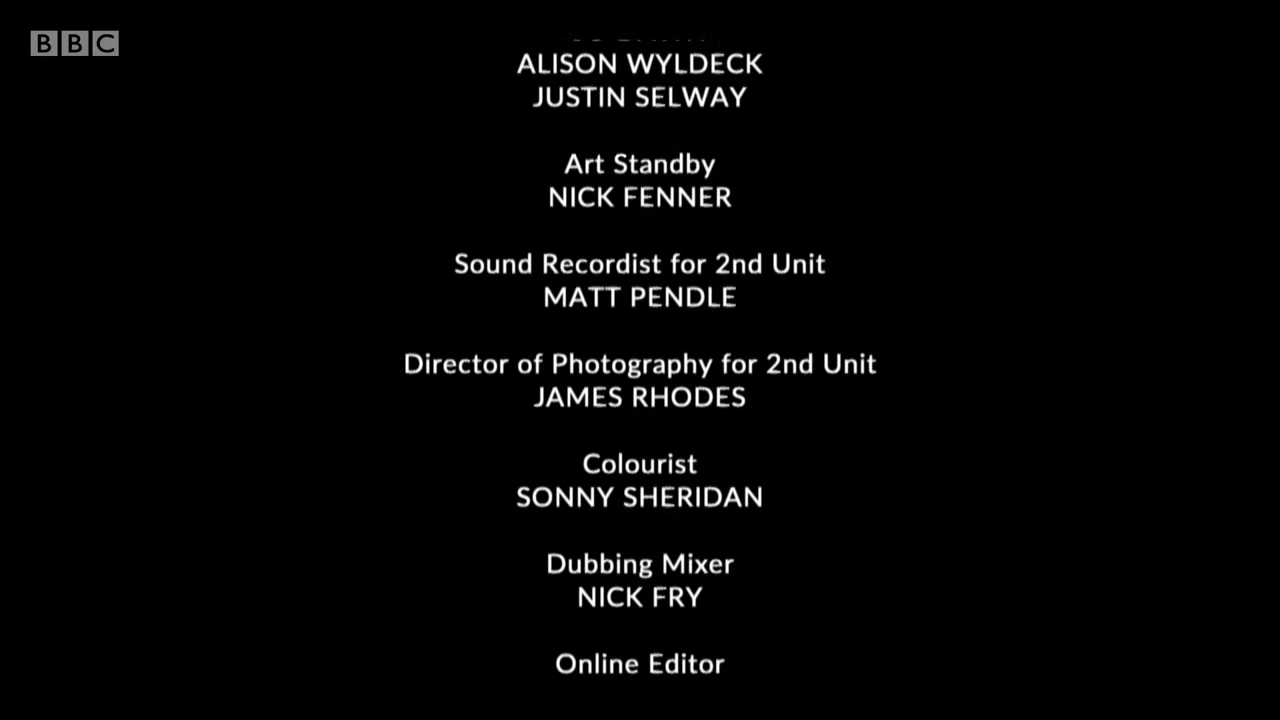 BBC
ALISON WYLDECK
JUSTIN SELWAY
Art Standby
NICK FENNER
Sound Recordist for 2nd Unit
MATT PENDLE
Director of Photography for 2nd Unit
JAMES RHODES
Colourist
SONNY SHERIDAN
Dubbing Mixer
NICK FRY
Online Editor